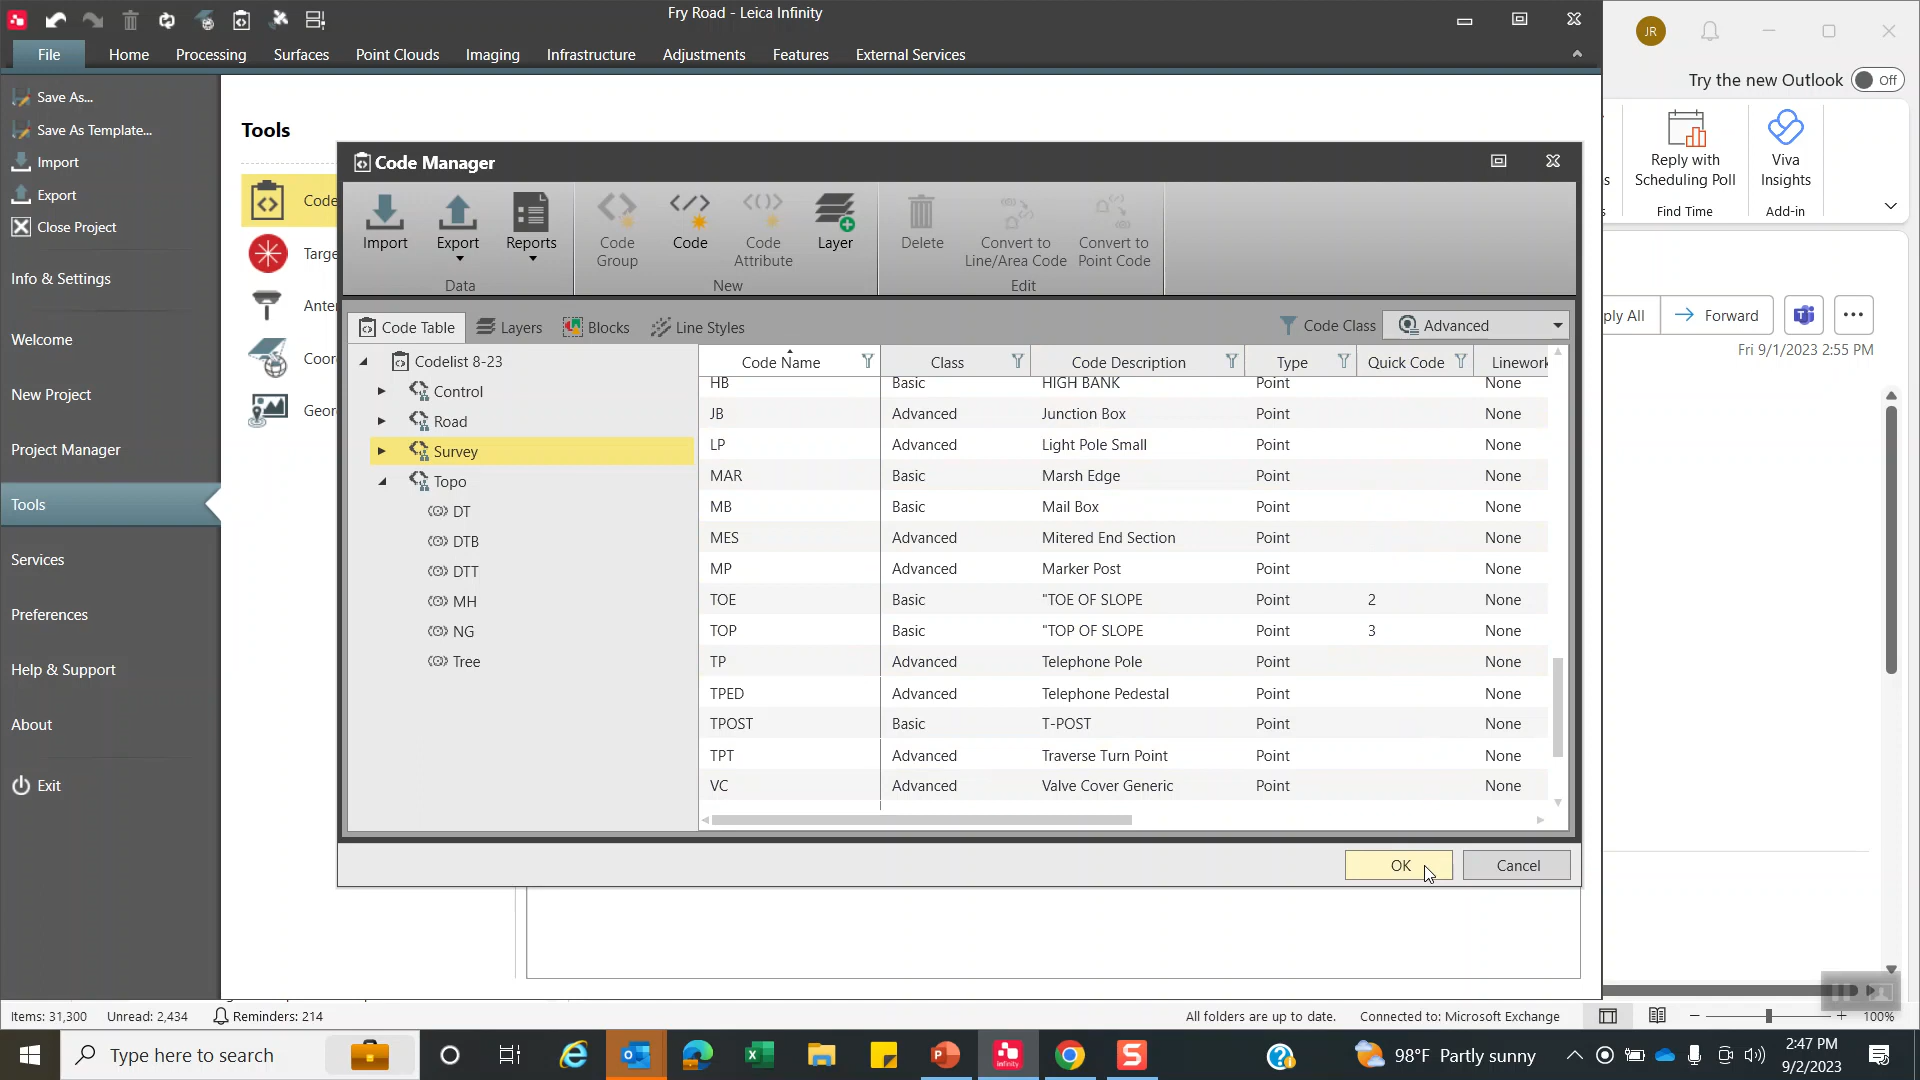 Fry Road - Leica Infinity
File Home Processing Surfaces Point Clouds Imaging Infrastructure Adjustments Features External Services
Save As...
Save As Template...
Import
Export
Close Project
Info & Settings
Welcome
New Project
Project Manager
Tools
Services
Preferences
Help & Support
About
Exit
Tools
Code
Targe
Anter
Coor
Geor
Code Manager
Import Export Reports
Data
Code Group Code Code Attribute Layer
New
Delete Convert to Line/Area Code Convert to Point Code
Edit
Code Table Layers Blocks Line Styles Code Class Advanced
Codelist 8-23
Control
Road
Survey
Topo
DT
DTB
DTT
MH
NG
Tree
Code Name Class Code Description Type Quick Code Linework
HB Basic HIGH BANK Point None
JB Advanced Junction Box Point None
LP Advanced Light Pole Small Point None
MAR Basic Marsh Edge Point None
MB Basic Mail Box Point None
MES Advanced Mitered End Section Point None
MP Advanced Marker Post Point None
TOE Basic "TOE OF SLOPE Point 2 None
TOP Basic "TOP OF SLOPE Point 3 None
TP Advanced Telephone Pole Point None
TPED Advanced Telephone Pedestal Point None
TPOST Basic T-POST Point None
TPT Advanced Traverse Turn Point Point None
VC Advanced Valve Cover Generic Point None
OK Cancel
JR
Try the new Outlook Off
Reply with Scheduling Poll
Find Time
Viva Insights
Add-in
s
s
ply All Forward
Fri 9/1/2023 2:55 PM
Items: 31,300 Unread: 2,434 Reminders: 214 All folders are up to date. Connected to: Microsoft Exchange 100%
Type here to search
98°F Partly sunny
2:47 PM
9/2/2023